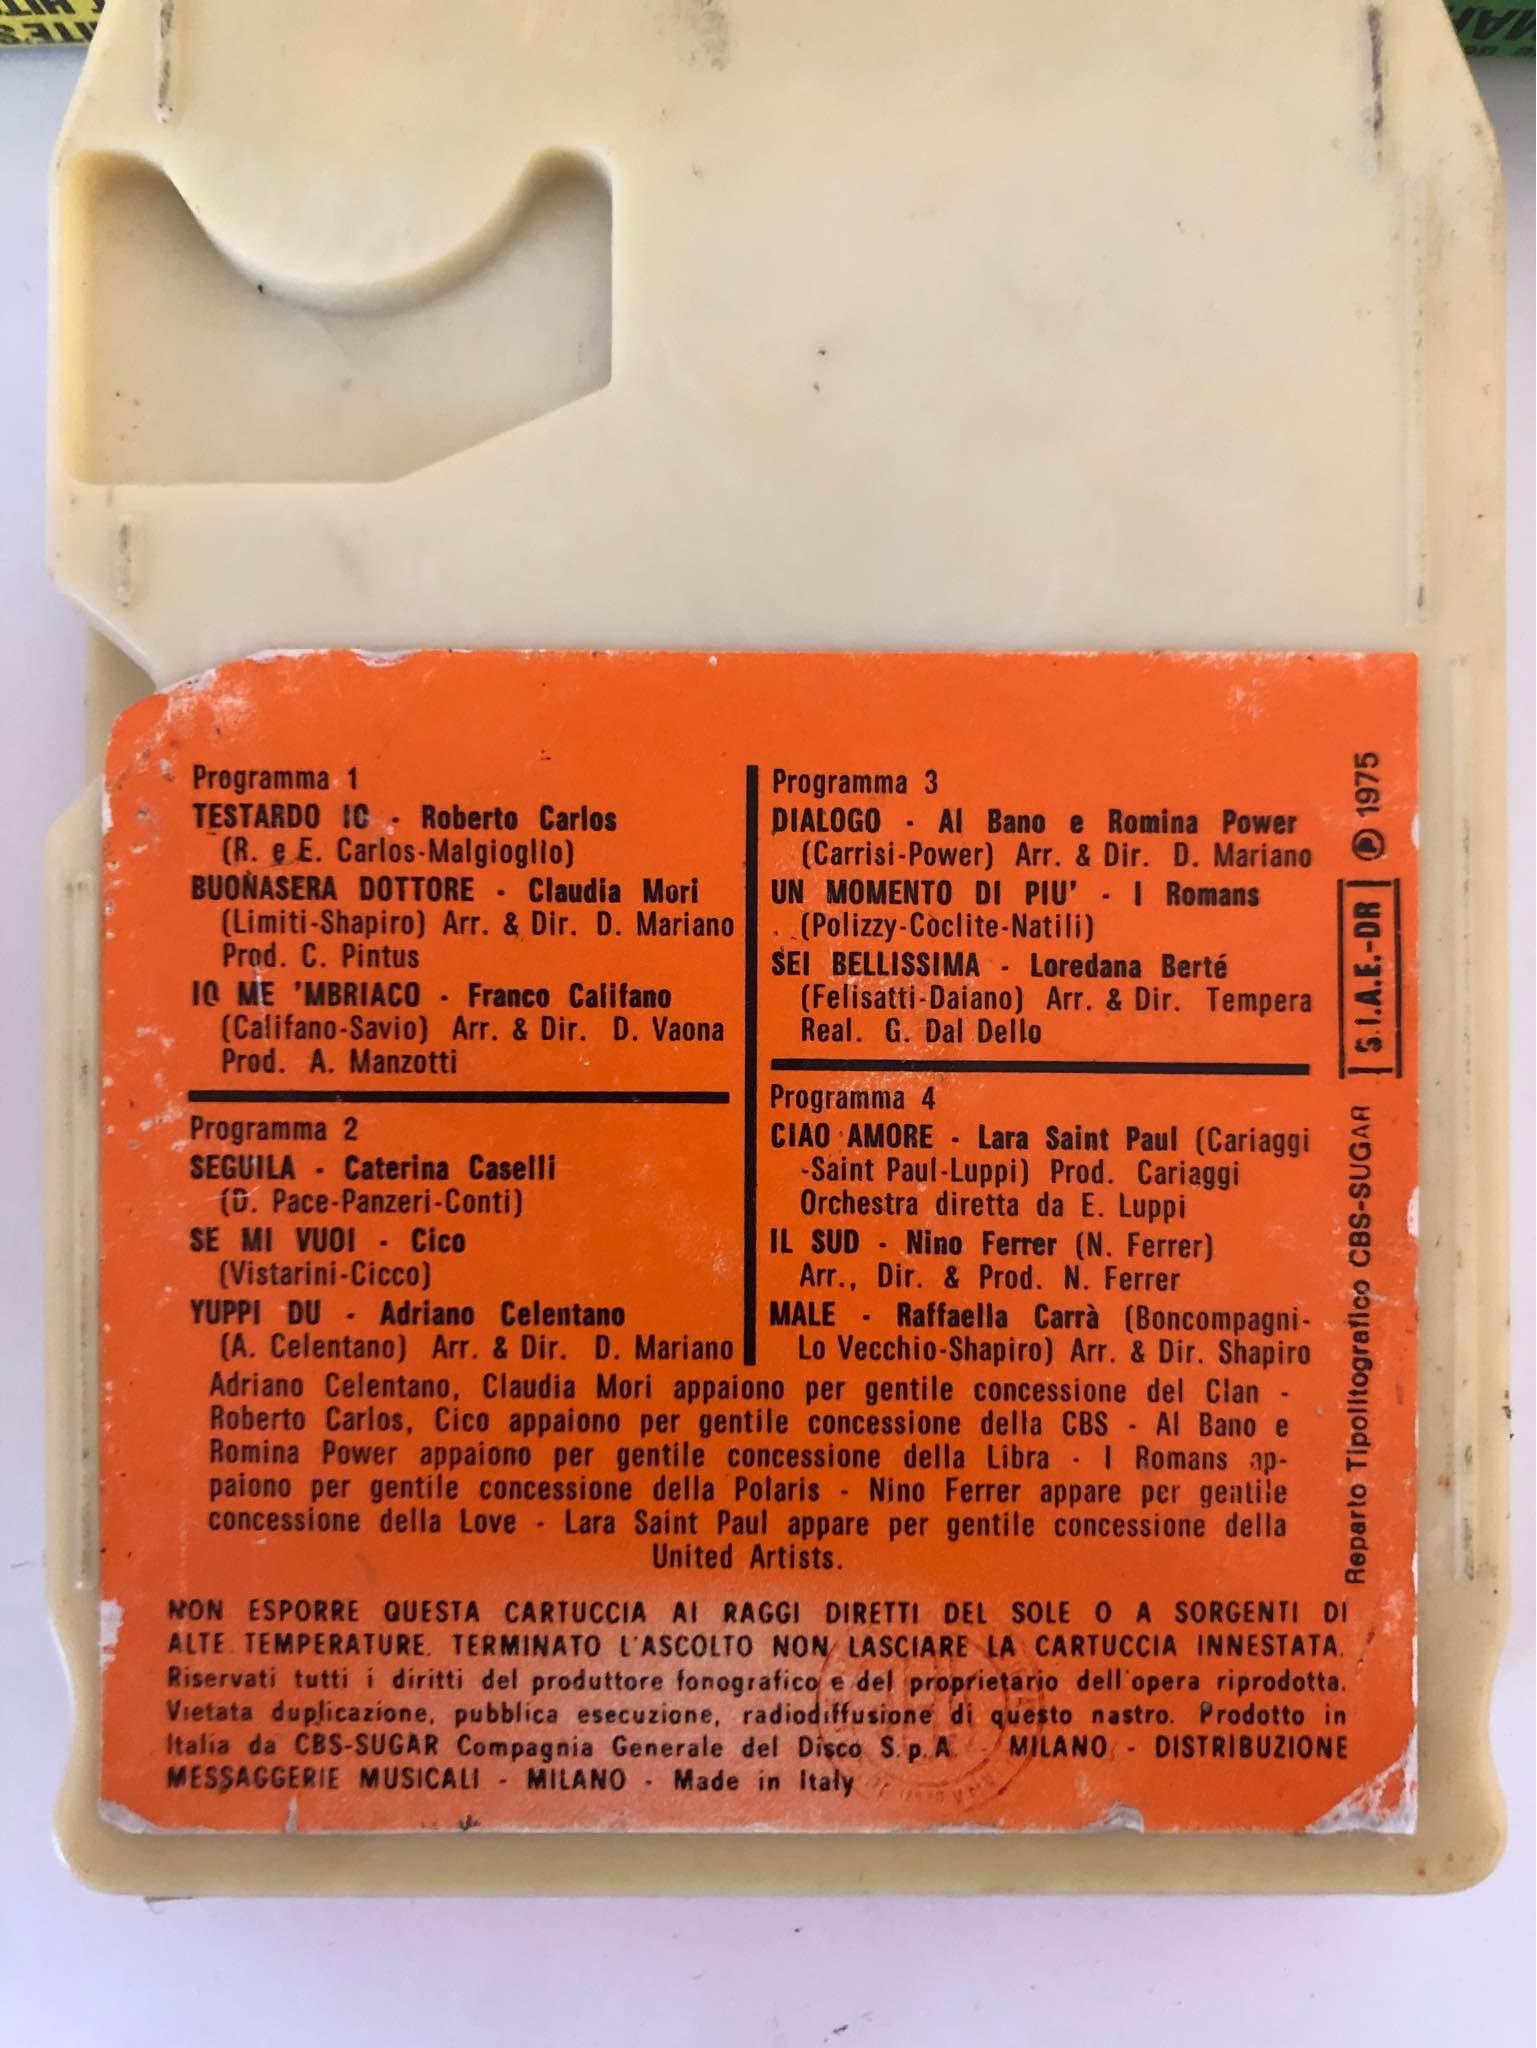 Programma 1
TESTARDO IO - Roberto Carlos
(R. e E. Carlos-Malgioglio)
BUONASERA DOTTORE - Claudia Mori
(Limiti-Shapiro) Arr. & Dir. D. Mariano
Prod. C. Pintus
IO ME 'MBRIACO - Franco Califano
(Califano-Savio) Arr. & Dir. D. Vaona
Prod. A. Manzotti
Programma 2
SEGUILA - Caterina Caselli
(D. Pace-Panzeri-Conti)
SE MI VUOI - Cico
(Vistarini-Cicco)
YUPPI DU - Adriano Celentano
(A. Celentano) Arr. & Dir. D. Mariano
Programma 3
DIALOGO - Al Bano e Romina Power
(Carrisi-Power) Arr. & Dir. D. Mariano
UN MOMENTO DI PIU' - I Romans
(Polizzy-Coclite-Natili)
SEI BELLISSIMA - Loredana Berté
(Felisatti-Daiano) Arr. & Dir. Tempera
Real. G. Dal Dello
Programma 4
CIAO AMORE - Lara Saint Paul (Cariaggi
-Saint Paul-Luppi) Prod. Cariaggi
Orchestra diretta da E. Luppi
IL SUD - Nino Ferrer (N. Ferrer)
Arr., Dir. & Prod. N. Ferrer
MALE - Raffaella Carrà (Boncompagni-
Lo Vecchio-Shapiro) Arr. & Dir. Shapiro
Adriano Celentano, Claudia Mori appaiono per gentile concessione del Clan -
Roberto Carlos, Cico appaiono per gentile concessione della CBS - Al Bano e
Romina Power appaiono per gentile concessione della Libra - I Romans ap-
paiono per gentile concessione della Polaris - Nino Ferrer appare per gentile
concessione della Love - Lara Saint Paul appare per gentile concessione della
United Artists.
NON ESPORRE QUESTA CARTUCCIA AI RAGGI DIRETTI DEL SOLE O A SORGENTI DI
ALTE TEMPERATURE. TERMINATO L'ASCOLTO NON LASCIARE LA CARTUCCIA INNESTATA.
Riservati tutti i diritti del produttore fonografico e del proprietario dell'opera riprodotta.
Vietata duplicazione, pubblica esecuzione, radiodiffusione di questo nastro. Prodotto in
Italia da CBS-SUGAR Compagnia Generale del Disco S.p.A. - MILANO - DISTRIBUZIONE
MESSAGGERIE MUSICALI - MILANO - Made in Italy
Reparto Tipolitografico CBS-SUGAR S.I.A.E.-DR Ⓟ 1975